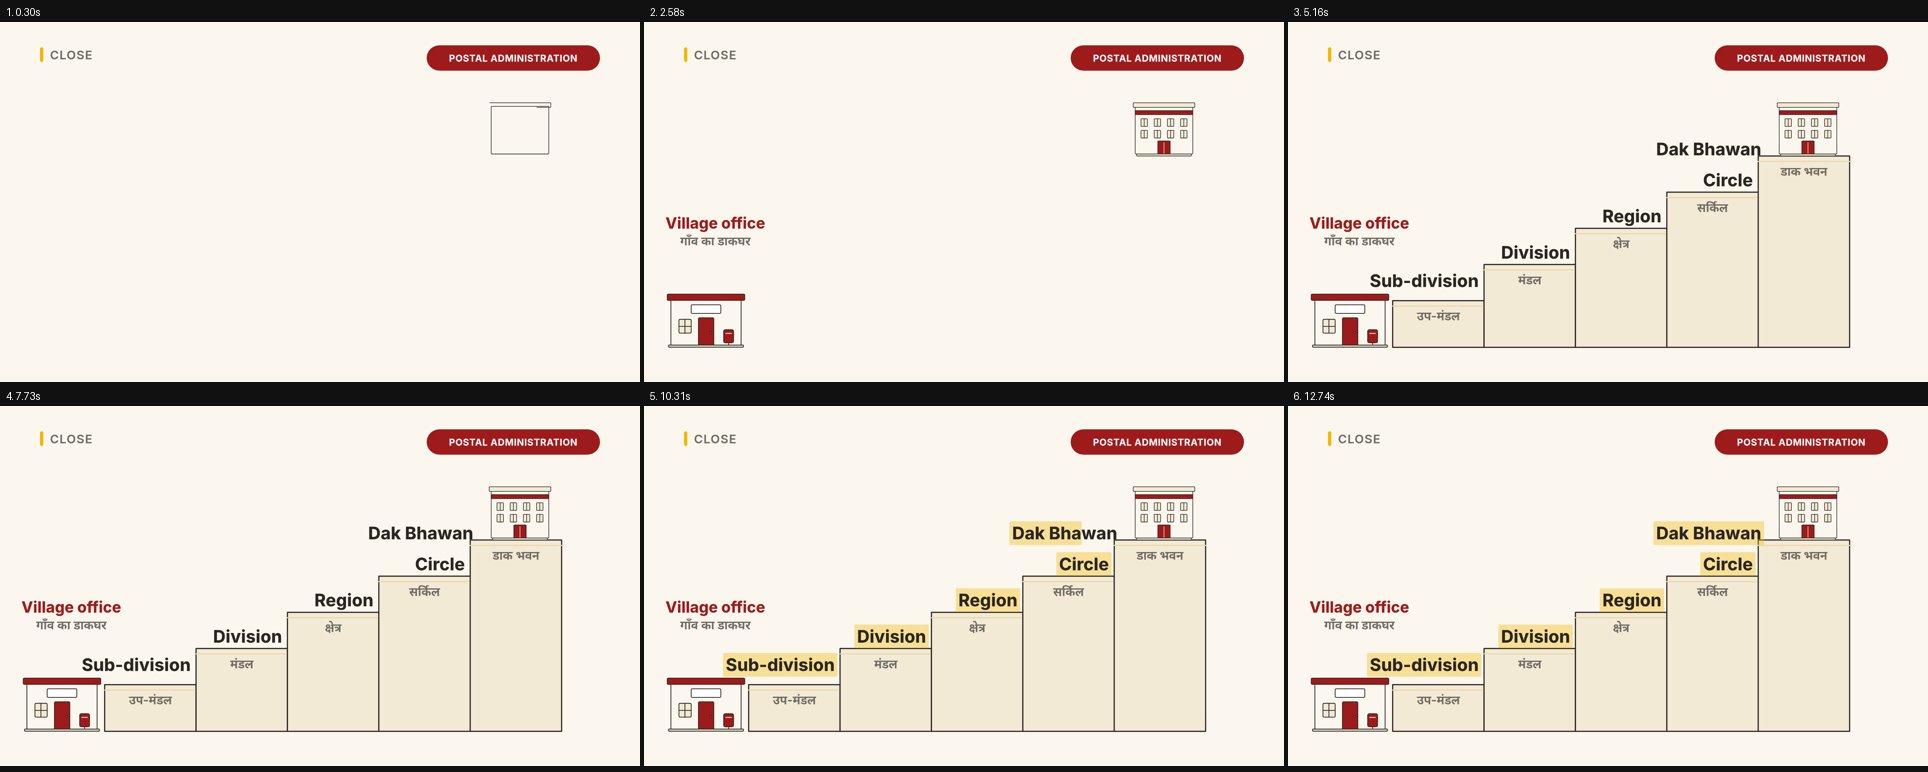 1. 0.30s
CLOSE
POSTAL ADMINISTRATION
2. 2.58s
CLOSE
POSTAL ADMINISTRATION
Village office
गाँव का डाकघर
3. 5.16s
CLOSE
POSTAL ADMINISTRATION
Dak Bhawan
डाक भवन
Circle
सर्किल
Region
क्षेत्र
Village office
गाँव का डाकघर
Division
मंडल
Sub-division
उप-मंडल
4. 7.73s
CLOSE
POSTAL ADMINISTRATION
Dak Bhawan
डाक भवन
Circle
सर्किल
Region
क्षेत्र
Village office
गाँव का डाकघर
Division
मंडल
Sub-division
उप-मंडल
5. 10.31s
CLOSE
POSTAL ADMINISTRATION
Dak Bhawan
डाक भवन
Circle
सर्किल
Region
क्षेत्र
Village office
गाँव का डाकघर
Division
मंडल
Sub-division
उप-मंडल
6. 12.74s
CLOSE
POSTAL ADMINISTRATION
Dak Bhawan
डाक भवन
Circle
सर्किल
Region
क्षेत्र
Village office
गाँव का डाकघर
Division
मंडल
Sub-division
उप-मंडल